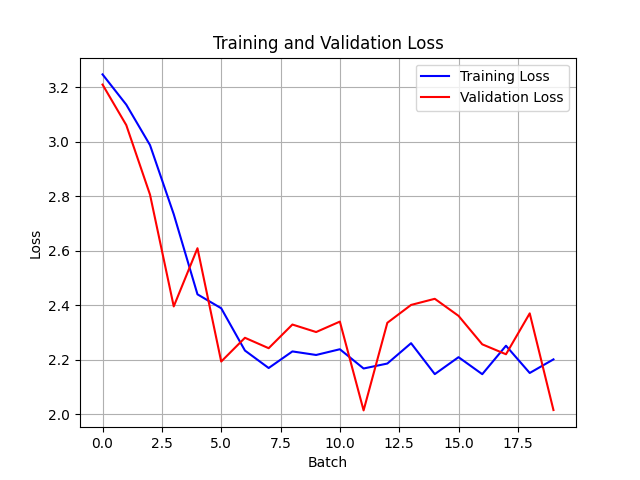 Training and Validation Loss
Training Loss
Validation Loss
Loss
3.2
3.0
2.8
2.6
2.4
2.2
2.0
0.0 2.5 5.0 7.5 10.0 12.5 15.0 17.5
Batch